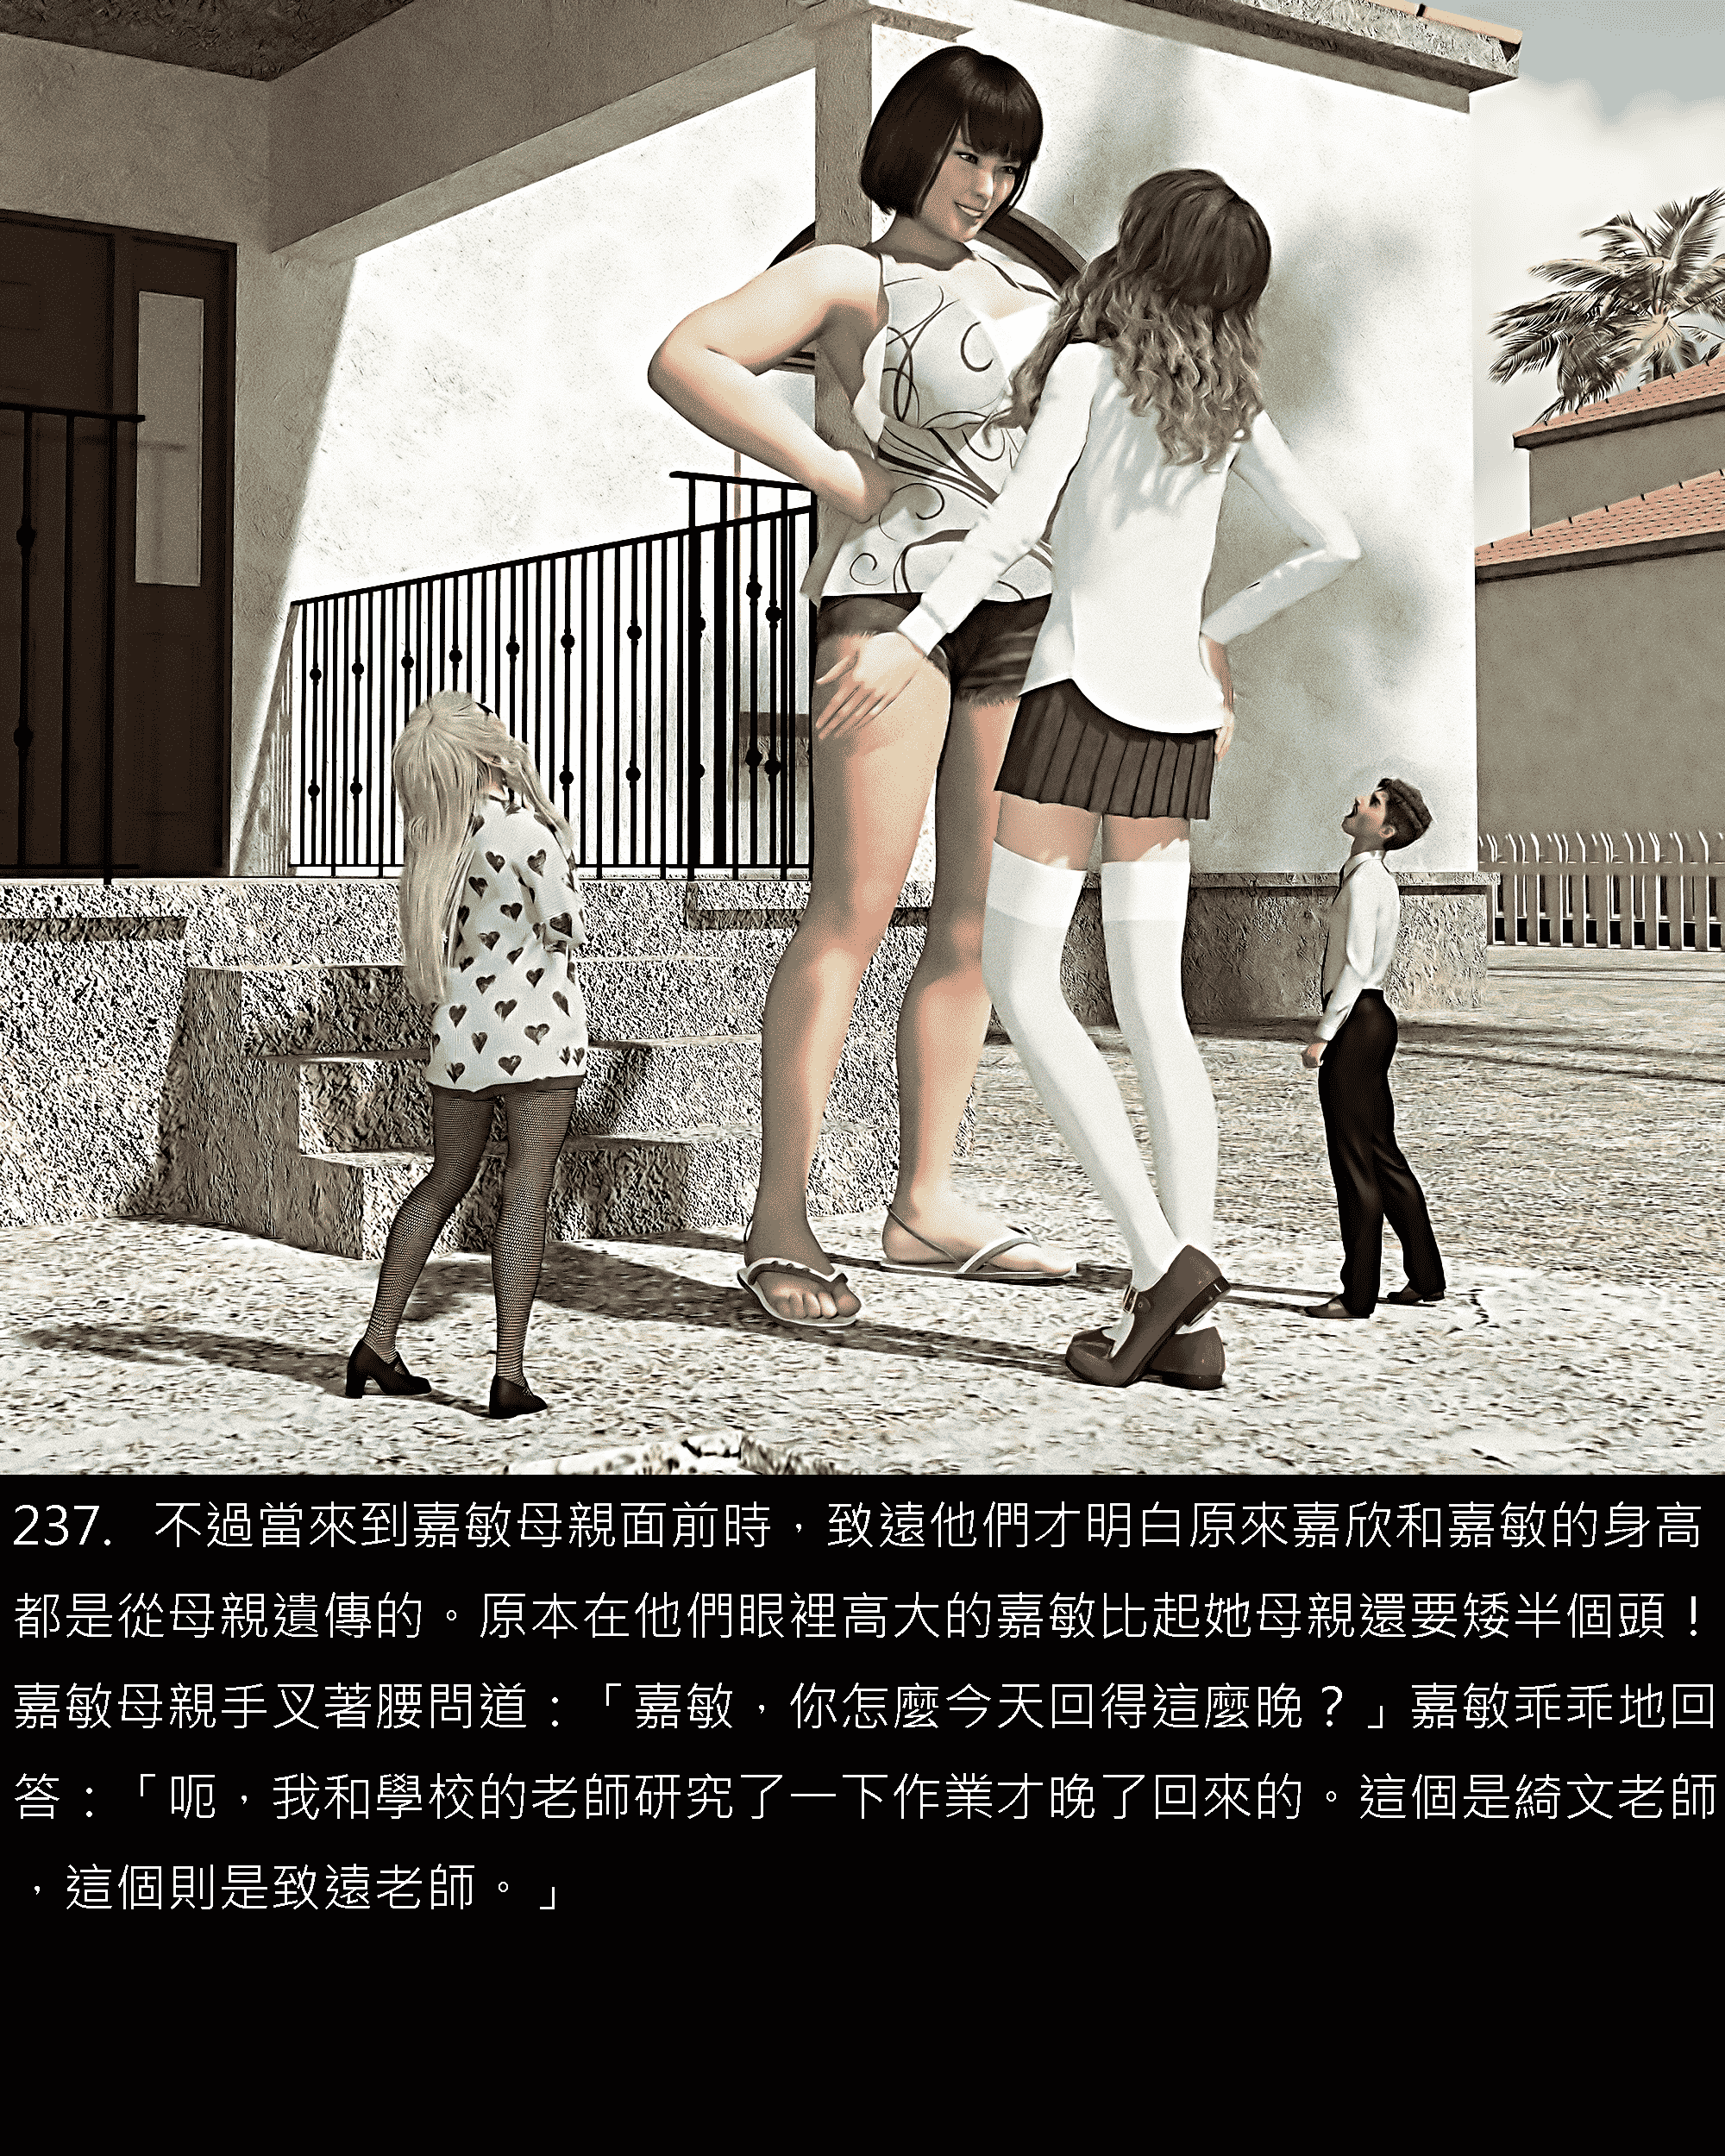 237. 不過當來到嘉敏母親面前時，致遠他們才明白原來嘉欣和嘉敏的身高
都是從母親遺傳的。原本在他們眼裡高大的嘉敏比起她母親還要矮半個頭！
嘉敏母親手叉著腰問道：「嘉敏，你怎麼今天回得這麼晚？」嘉敏乖乖地回
答：「呃，我和學校的老師研究了一下作業才晚了回來的。這個是綺文老師
，這個則是致遠老師。」